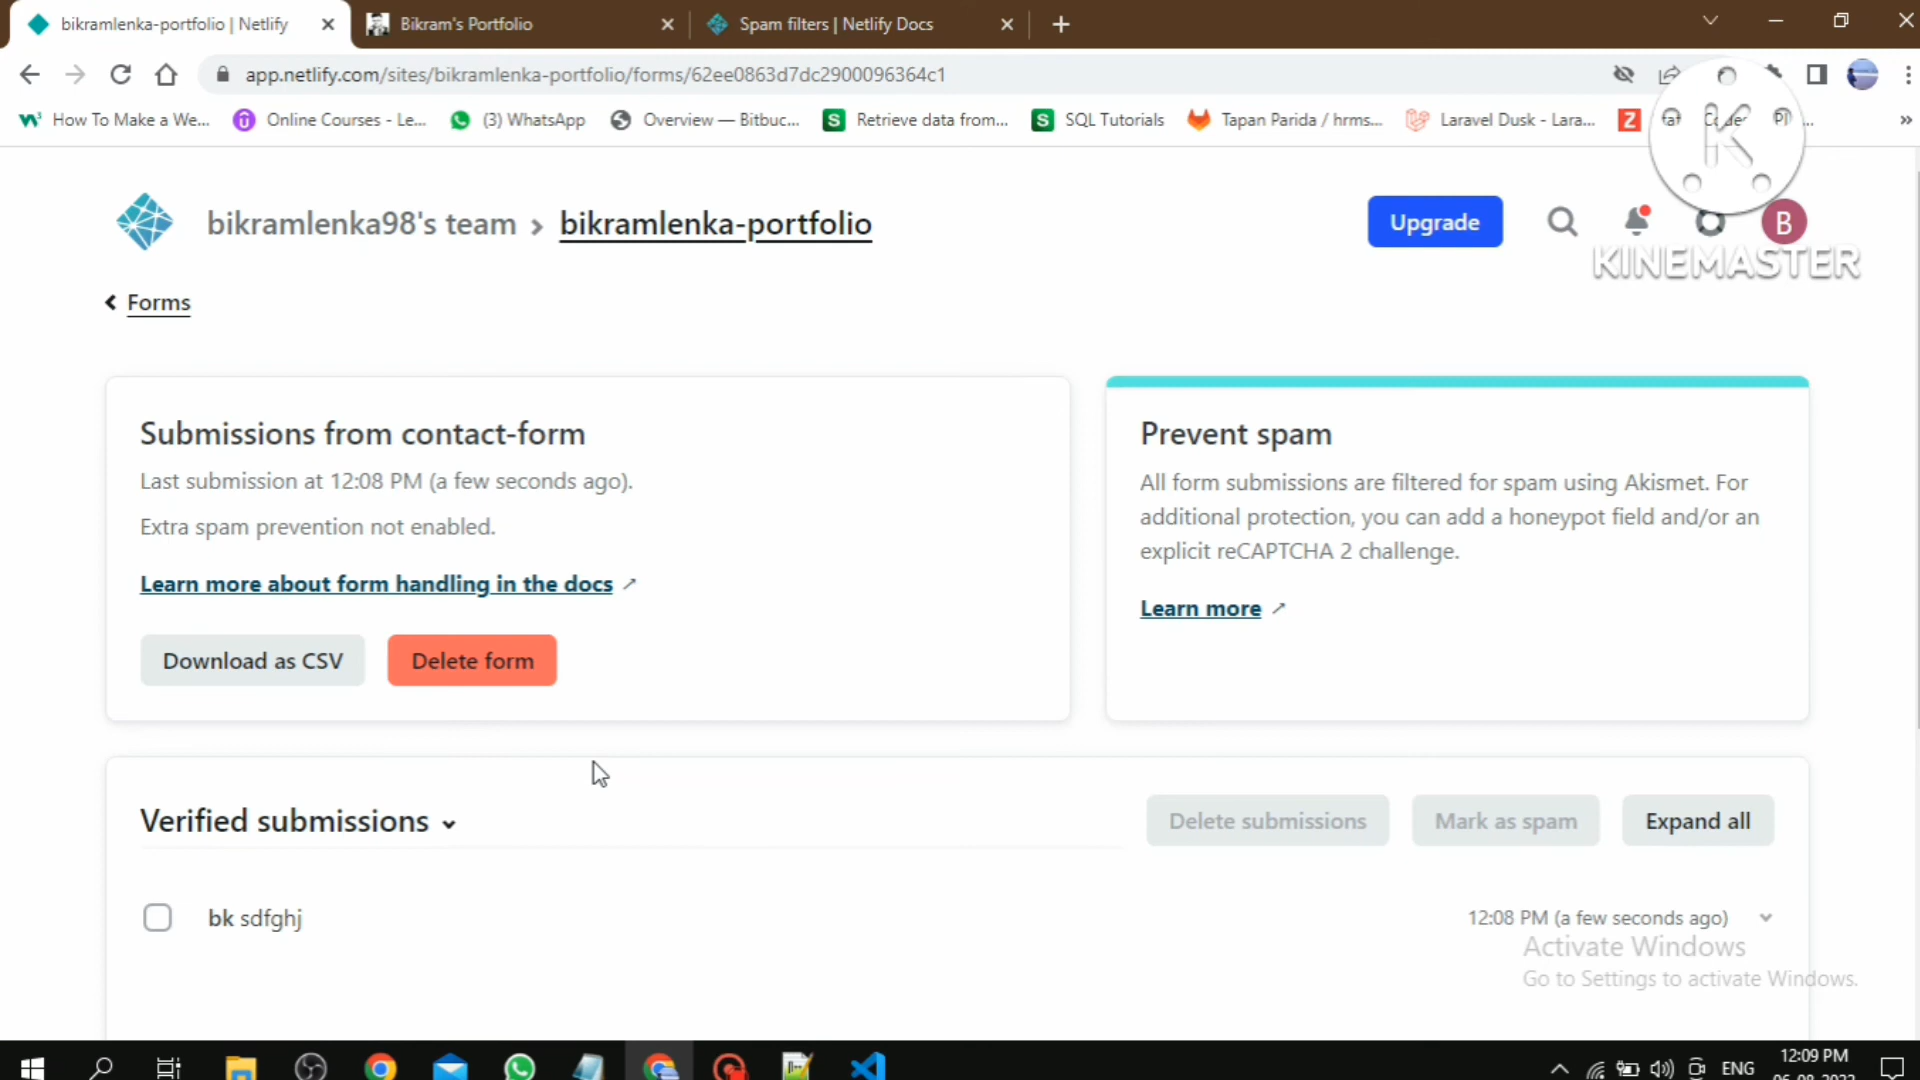 bikramlenka-portfolio | Netlify
Bikram's Portfolio
Spam filters | Netlify Docs
app.netlify.com/sites/bikramlenka-portfolio/forms/62ee0863d7dc2900096364c1
How To Make a We...
Online Courses - Le...
(3) WhatsApp
Overview — Bitbuc...
Retrieve data from...
SQL Tutorials
Tapan Parida / hrms...
Laravel Dusk - Lara...
bikramlenka98's team > bikramlenka-portfolio
Upgrade
B
K
KINEMASTER
Forms
Submissions from contact-form
Last submission at 12:08 PM (a few seconds ago).
Extra spam prevention not enabled.
Learn more about form handling in the docs
Download as CSV
Delete form
Prevent spam
All form submissions are filtered for spam using Akismet. For
additional protection, you can add a honeypot field and/or an
explicit reCAPTCHA 2 challenge.
Learn more
Verified submissions
Delete submissions
Mark as spam
Expand all
bk sdfghj
12:08 PM (a few seconds ago)
Activate Windows
Go to Settings to activate Windows.
ENG
12:09 PM